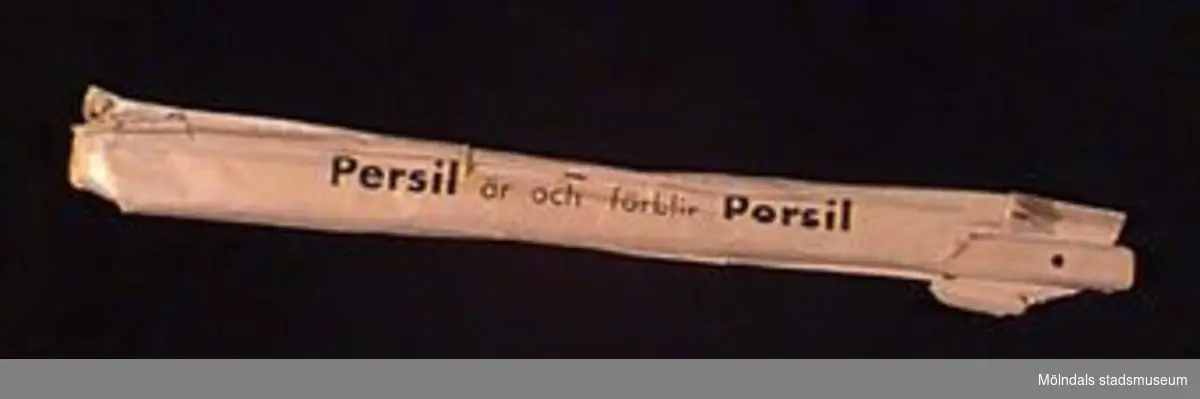 Persil är och förblir Persil
Mölndals stadsmuseum